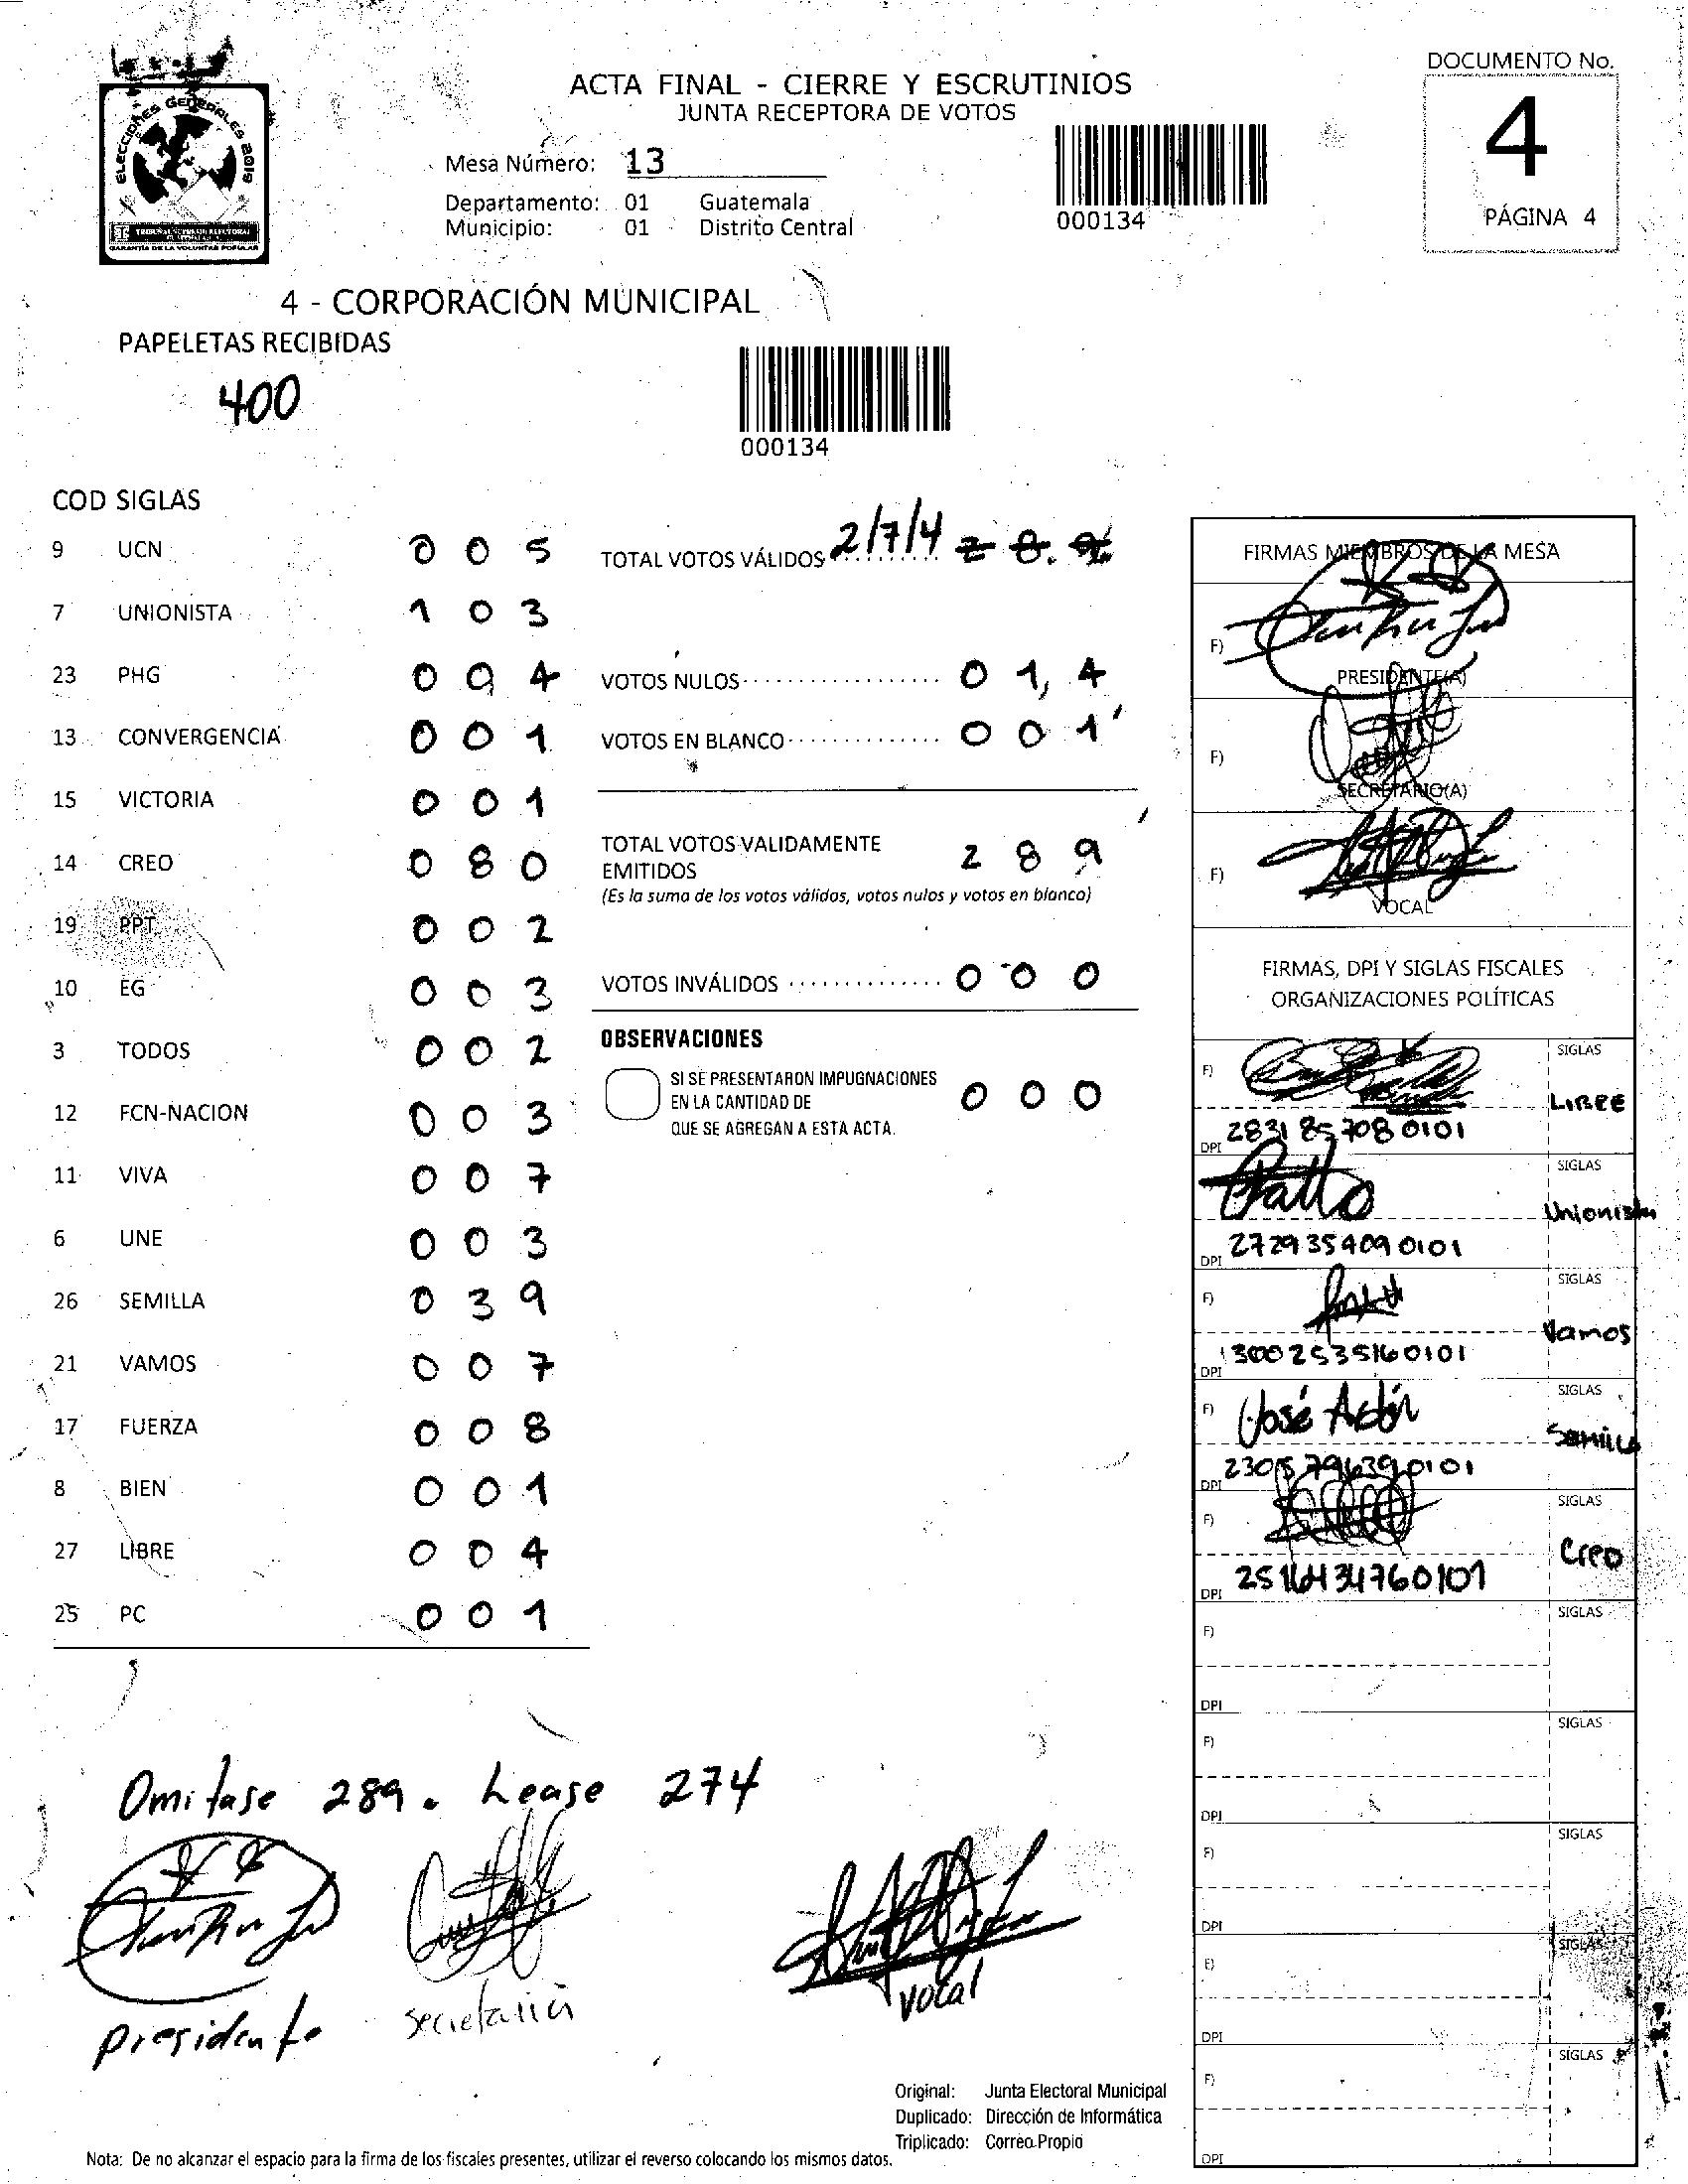 DOCUMENTO No.
4
PÁGINA 4
ELECCIONES GENERALES 2019
TRIBUNAL SUPREMO ELECTORAL
GARANTÍA DE LA VOLUNTAD POPULAR
ACTA FINAL - CIERRE Y ESCRUTINIOS
JUNTA RECEPTORA DE VOTOS
Mesa Número: 13
Departamento: 01 Guatemala
Municipio: 01 Distrito Central
000134
4 - CORPORACIÓN MUNICIPAL
PAPELETAS RECIBIDAS
400
000134
COD SIGLAS
9 UCN 0 0 5
7 UNIONISTA 1 0 3
23 PHG 0 0 4
13 CONVERGENCIA 0 0 1
15 VICTORIA 0 0 1
14 CREO 0 8 0
19 PPT 0 0 2
10 EG 0 0 3
3 TODOS 0 0 2
12 FCN-NACION 0 0 3
11 VIVA 0 0 7
6 UNE 0 0 3
26 SEMILLA 0 3 9
21 VAMOS 0 0 7
17 FUERZA 0 0 8
8 BIEN 0 0 1
27 LIBRE 0 0 4
25 PC 0 0 1
TOTAL VOTOS VÁLIDOS 2/7/4 2 8 9
VOTOS NULOS 0 1, 4
VOTOS EN BLANCO 0 0 1
TOTAL VOTOS VALIDAMENTE
EMITIDOS 2 8 9
(Es la suma de los votos válidos, votos nulos y votos en blanco)
VOTOS INVÁLIDOS 0 0 0
OBSERVACIONES
SI SE PRESENTARON IMPUGNACIONES
EN LA CANTIDAD DE 0 0 0
QUE SE AGREGAN A ESTA ACTA.
FIRMAS MIEMBROS DE LA MESA
F)
PRESIDENTE(A)
F)
SECRETARIO(A)
F)
VOCAL
FIRMAS, DPI Y SIGLAS FISCALES
ORGANIZACIONES POLÍTICAS
F) SIGLAS
LIBRE
DPI 2831 85708 0101
SIGLAS
Unionista
DPI 2729354090101
F) SIGLAS
Vamos
DPI 3002535160101
F) José SIGLAS
Semilla
DPI 2305796390101
F) SIGLAS
Creo
DPI 2516434760101
F) SIGLAS
DPI
F) SIGLAS
DPI
F) SIGLAS
DPI
F) SIGLAS
DPI
F) SIGLAS
DPI
Omitase 289. Lease 274
presidente
secretaria
vocal
Original: Junta Electoral Municipal
Duplicado: Dirección de Informática
Triplicado: Correo Propio
Nota: De no alcanzar el espacio para la firma de los fiscales presentes, utilizar el reverso colocando los mismos datos.